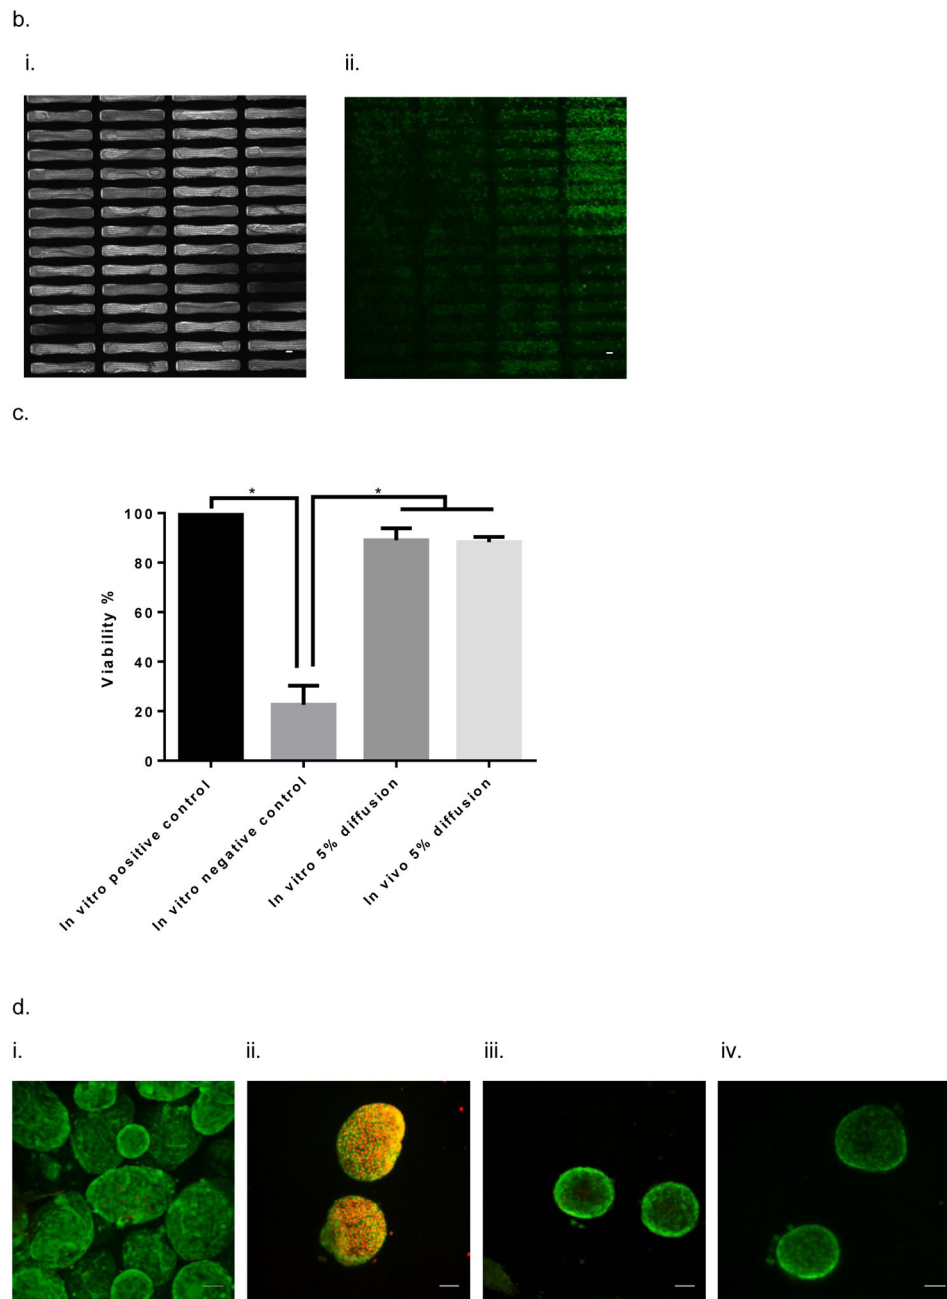 b.
i.
ii.
c.
*
*
100
80
60
40
20
0
Viability %
In vitro positive control
In vitro negative control
In vitro 5% diffusion
In vivo 5% diffusion
d.
i.
ii.
iii.
iv.